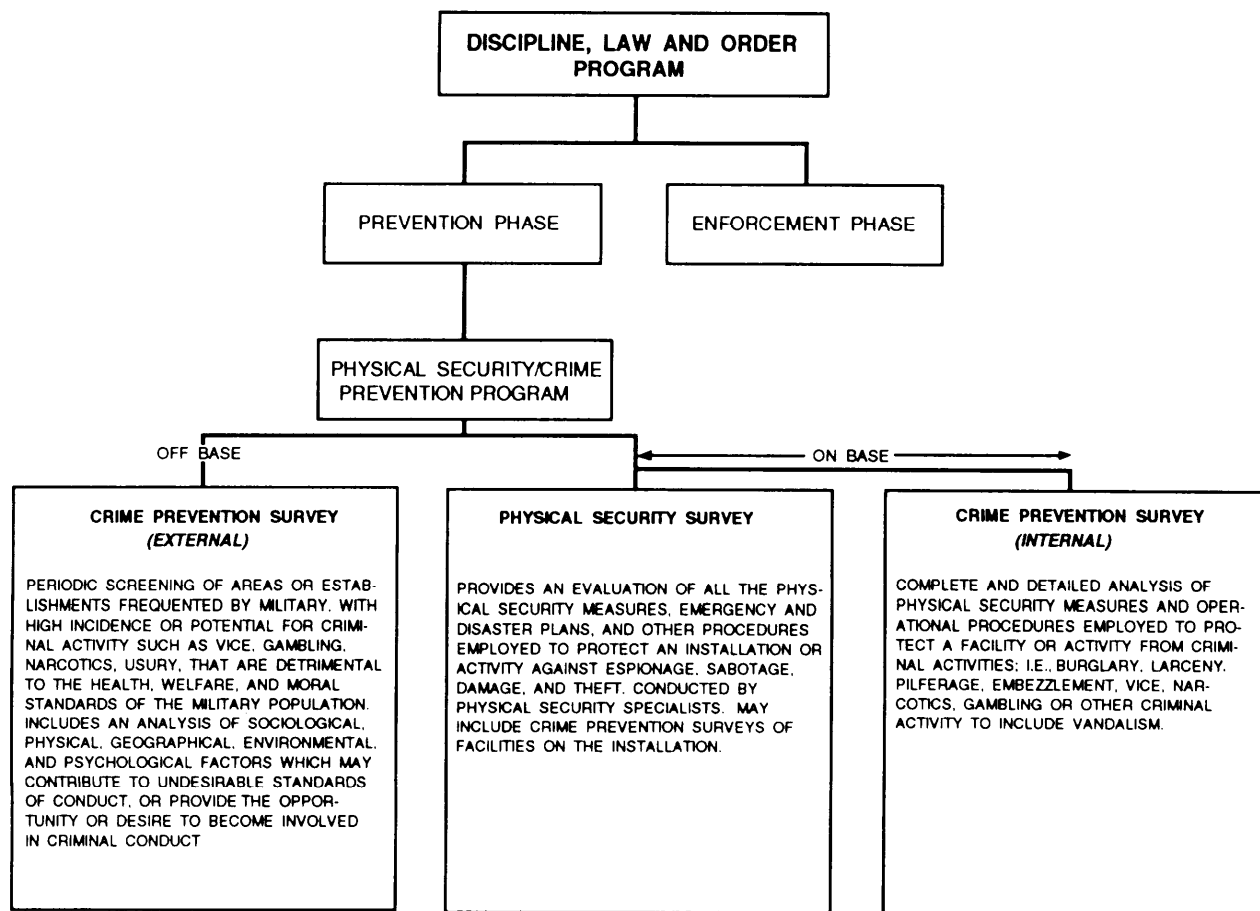 DISCIPLINE, LAW AND ORDER
PROGRAM
PREVENTION PHASE
ENFORCEMENT PHASE
PHYSICAL SECURITY/CRIME
PREVENTION PROGRAM
OFF BASE
ON BASE
CRIME PREVENTION SURVEY
(EXTERNAL)
PERIODIC SCREENING OF AREAS OR ESTAB-
LISHMENTS FREQUENTED BY MILITARY, WITH
HIGH INCIDENCE OR POTENTIAL FOR CRIMI-
NAL ACTIVITY SUCH AS VICE, GAMBLING,
NARCOTICS, USURY, THAT ARE DETRIMENTAL
TO THE HEALTH, WELFARE, AND MORAL
STANDARDS OF THE MILITARY POPULATION.
INCLUDES AN ANALYSIS OF SOCIOLOGICAL,
PHYSICAL, GEOGRAPHICAL, ENVIRONMENTAL,
AND PSYCHOLOGICAL FACTORS WHICH MAY
CONTRIBUTE TO UNDESIRABLE STANDARDS
OF CONDUCT, OR PROVIDE THE OPPOR-
TUNITY OR DESIRE TO BECOME INVOLVED
IN CRIMINAL CONDUCT
PHYSICAL SECURITY SURVEY
PROVIDES AN EVALUATION OF ALL THE PHYS-
ICAL SECURITY MEASURES, EMERGENCY AND
DISASTER PLANS, AND OTHER PROCEDURES
EMPLOYED TO PROTECT AN INSTALLATION OR
ACTIVITY AGAINST ESPIONAGE, SABOTAGE,
DAMAGE, AND THEFT. CONDUCTED BY
PHYSICAL SECURITY SPECIALISTS. MAY
INCLUDE CRIME PREVENTION SURVEYS OF
FACILITIES ON THE INSTALLATION.
CRIME PREVENTION SURVEY
(INTERNAL)
COMPLETE AND DETAILED ANALYSIS OF
PHYSICAL SECURITY MEASURES AND OPER-
ATIONAL PROCEDURES EMPLOYED TO PRO-
TECT A FACILITY OR ACTIVITY FROM CRIMI-
NAL ACTIVITIES; I.E., BURGLARY, LARCENY,
PILFERAGE, EMBEZZLEMENT, VICE, NAR-
COTICS, GAMBLING OR OTHER CRIMINAL
ACTIVITY TO INCLUDE VANDALISM.